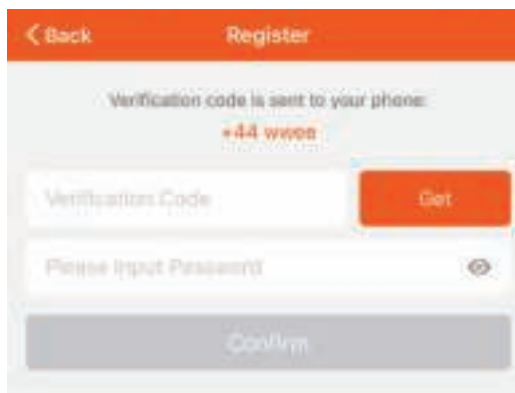 Back
Register
Verification code is sent to your phone:
+44 wwee
Verification Code
Get
Please Input Password
Confirm